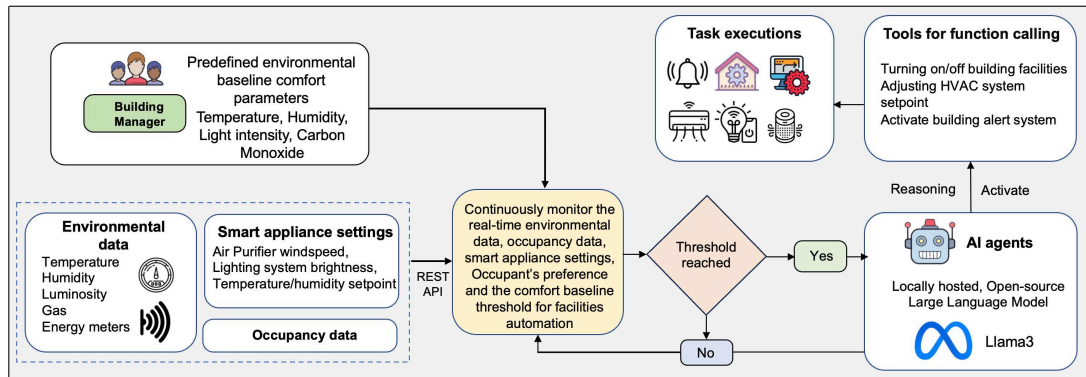 Building
Manager
Predefined environmental
baseline comfort
parameters
Temperature, Humidity,
Light intensity, Carbon
Monoxide
Task executions
Tools for function calling
Turning on/off building facilities
Adjusting HVAC system
setpoint
Activate building alert system
Environmental
data
Temperature
Humidity
Luminosity
Gas
Energy meters
Smart appliance settings
Air Purifier windspeed,
Lighting system brightness,
Temperature/humidity setpoint
Occupancy data
REST
API
Continuously monitor the
real-time environmental
data, occupancy data,
smart appliance settings,
Occupant's preference
and the comfort baseline
threshold for facilities
automation
Threshold
reached
Yes
No
Reasoning
Activate
AI agents
Locally hosted, Open-source
Large Language Model
Llama3